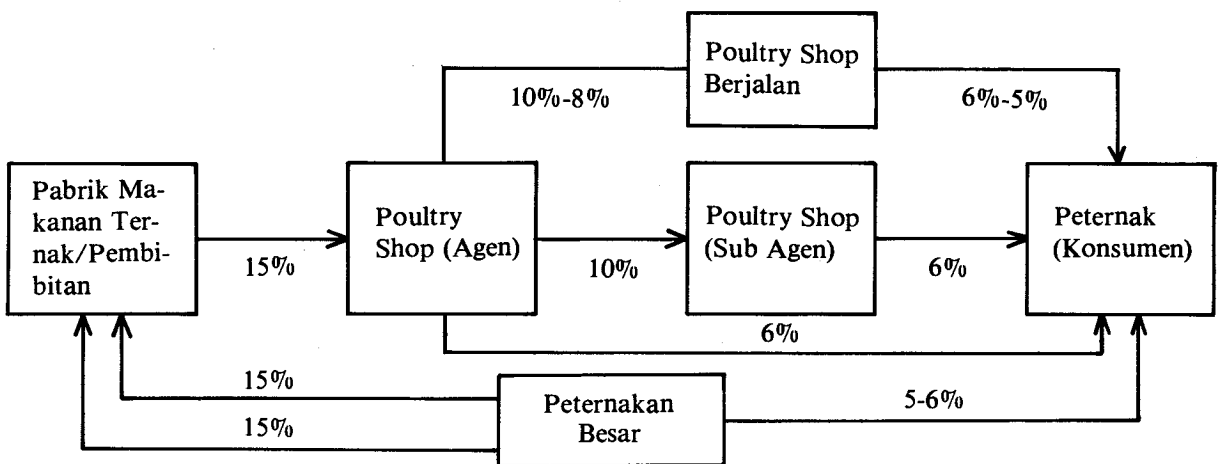 Poultry Shop
Berjalan
10%-8%
6%-5%
Pabrik Ma-
kanan Ter-
nak/Pembi-
bitan
15%
Poultry
Shop (Agen)
10%
Poultry Shop
(Sub Agen)
6%
Peternak
(Konsumen)
6%
15%
15%
Peternakan
Besar
5-6%